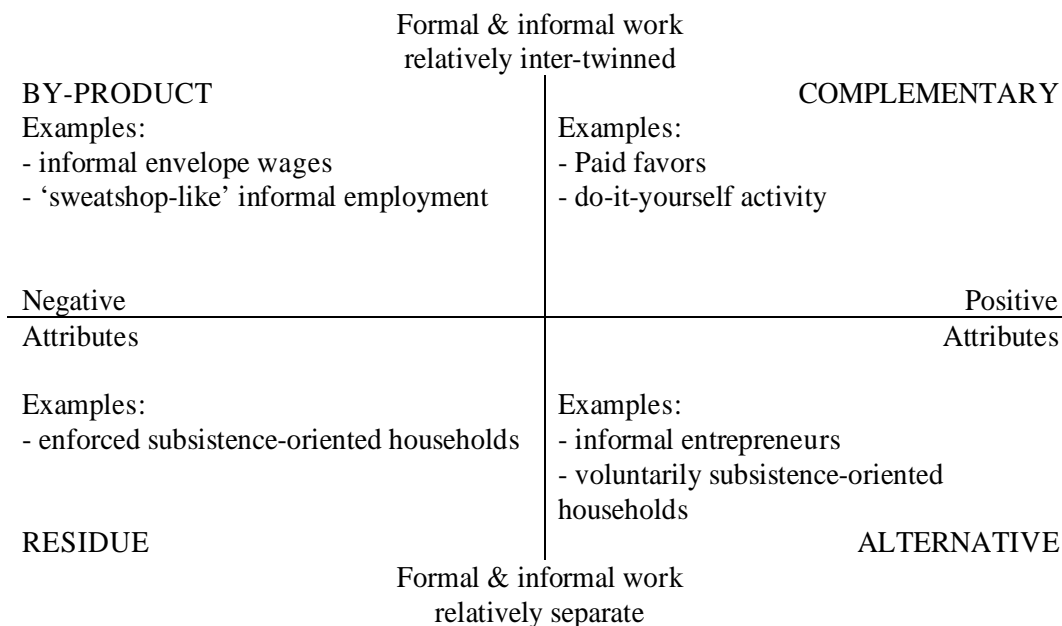 Formal & informal work
relatively inter-twinned
BY-PRODUCT
Examples:
- informal envelope wages
- ‘sweatshop-like’ informal employment
COMPLEMENTARY
Examples:
- Paid favors
- do-it-yourself activity
Negative
Attributes
Positive
Attributes
Examples:
- enforced subsistence-oriented households
RESIDUE
Examples:
- informal entrepreneurs
- voluntarily subsistence-oriented
households
ALTERNATIVE
Formal & informal work
relatively separate